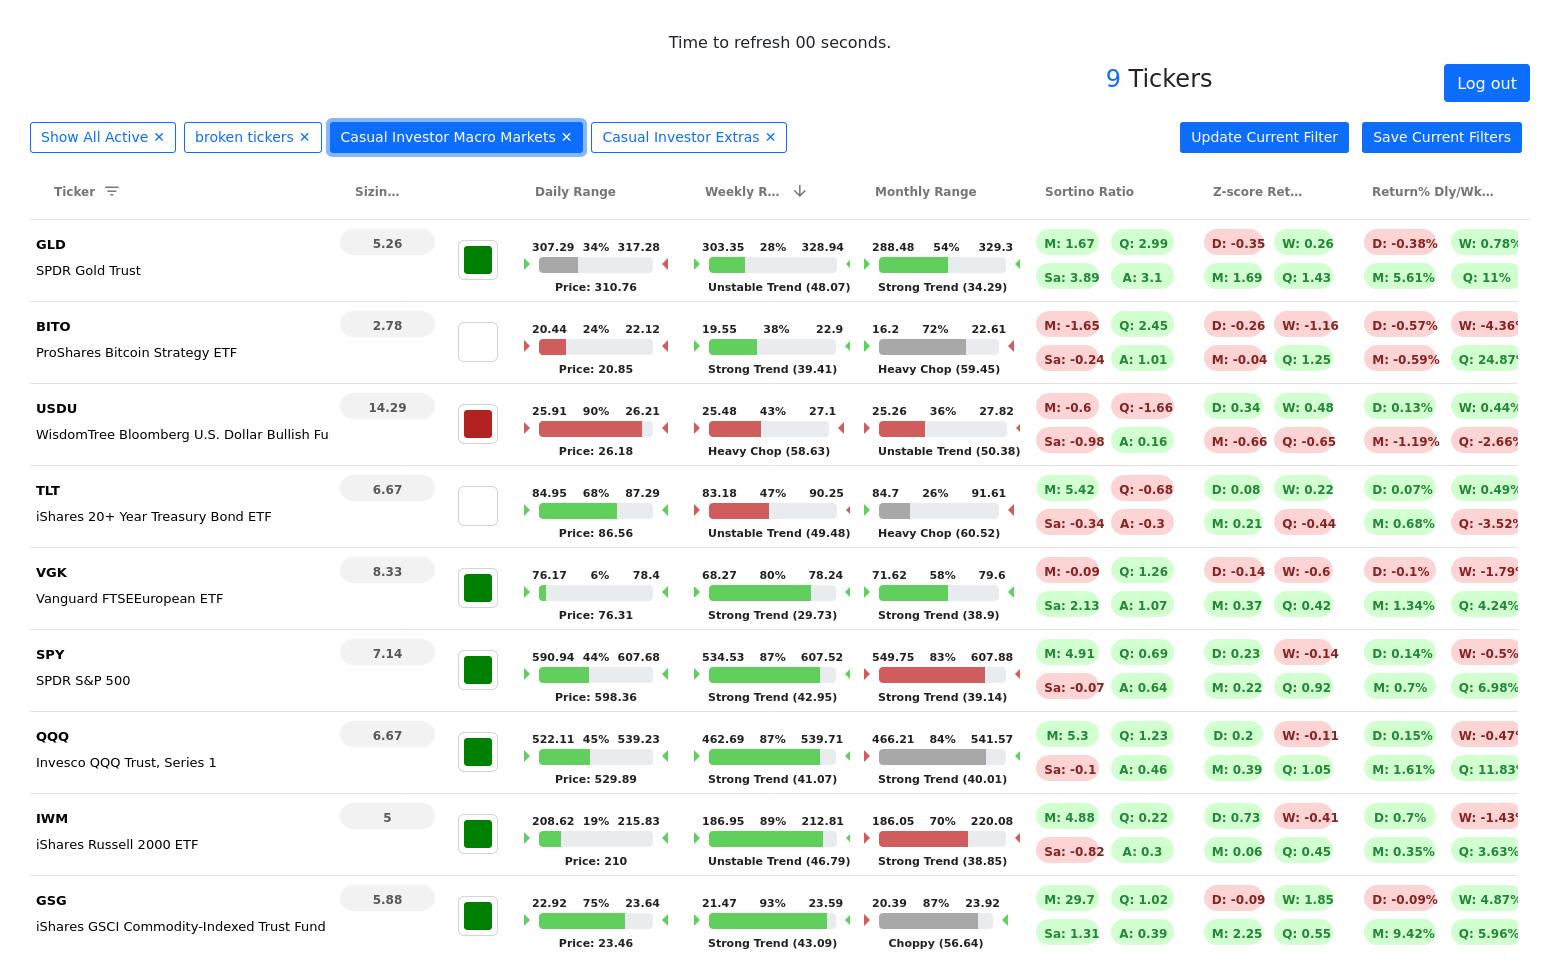 Time to refresh 00 seconds.
9 Tickers
Log out
Show All Active ✕ broken tickers ✕ Casual Investor Macro Markets ✕ Casual Investor Extras ✕ Update Current Filter Save Current Filters
Ticker Sizin… Daily Range Weekly R… Monthly Range Sortino Ratio Z-score Ret… Return% Dly/Wk…
GLD 5.26 307.29 34% 317.28 303.35 28% 328.94 288.48 54% 329.3 M: 1.67 Q: 2.99 D: -0.35 W: 0.26 D: -0.38% W: 0.78%
SPDR Gold Trust Sa: 3.89 A: 3.1 M: 1.69 Q: 1.43 M: 5.61% Q: 11%
Price: 310.76 Unstable Trend (48.07) Strong Trend (34.29)
BITO 2.78 20.44 24% 22.12 19.55 38% 22.9 16.2 72% 22.61 M: -1.65 Q: 2.45 D: -0.26 W: -1.16 D: -0.57% W: -4.36%
ProShares Bitcoin Strategy ETF Sa: -0.24 A: 1.01 M: -0.04 Q: 1.25 M: -0.59% Q: 24.87%
Price: 20.85 Strong Trend (39.41) Heavy Chop (59.45)
USDU 14.29 25.91 90% 26.21 25.48 43% 27.1 25.26 36% 27.82 M: -0.6 Q: -1.66 D: 0.34 W: 0.48 D: 0.13% W: 0.44%
WisdomTree Bloomberg U.S. Dollar Bullish Fu Sa: -0.98 A: 0.16 M: -0.66 Q: -0.65 M: -1.19% Q: -2.66%
Price: 26.18 Heavy Chop (58.63) Unstable Trend (50.38)
TLT 6.67 84.95 68% 87.29 83.18 47% 90.25 84.7 26% 91.61 M: 5.42 Q: -0.68 D: 0.08 W: 0.22 D: 0.07% W: 0.49%
iShares 20+ Year Treasury Bond ETF Sa: -0.34 A: -0.3 M: 0.21 Q: -0.44 M: 0.68% Q: -3.52%
Price: 86.56 Unstable Trend (49.48) Heavy Chop (60.52)
VGK 8.33 76.17 6% 78.4 68.27 80% 78.24 71.62 58% 79.6 M: -0.09 Q: 1.26 D: -0.14 W: -0.6 D: -0.1% W: -1.79%
Vanguard FTSEEuropean ETF Sa: 2.13 A: 1.07 M: 0.37 Q: 0.42 M: 1.34% Q: 4.24%
Price: 76.31 Strong Trend (29.73) Strong Trend (38.9)
SPY 7.14 590.94 44% 607.68 534.53 87% 607.52 549.75 83% 607.88 M: 4.91 Q: 0.69 D: 0.23 W: -0.14 D: 0.14% W: -0.5%
SPDR S&P 500 Sa: -0.07 A: 0.64 M: 0.22 Q: 0.92 M: 0.7% Q: 6.98%
Price: 598.36 Strong Trend (42.95) Strong Trend (39.14)
QQQ 6.67 522.11 45% 539.23 462.69 87% 539.71 466.21 84% 541.57 M: 5.3 Q: 1.23 D: 0.2 W: -0.11 D: 0.15% W: -0.47%
Invesco QQQ Trust, Series 1 Sa: -0.1 A: 0.46 M: 0.39 Q: 1.05 M: 1.61% Q: 11.83%
Price: 529.89 Strong Trend (41.07) Strong Trend (40.01)
IWM 5 208.62 19% 215.83 186.95 89% 212.81 186.05 70% 220.08 M: 4.88 Q: 0.22 D: 0.73 W: -0.41 D: 0.7% W: -1.43%
iShares Russell 2000 ETF Sa: -0.82 A: 0.3 M: 0.06 Q: 0.45 M: 0.35% Q: 3.63%
Price: 210 Unstable Trend (46.79) Strong Trend (38.85)
GSG 5.88 22.92 75% 23.64 21.47 93% 23.59 20.39 87% 23.92 M: 29.7 Q: 1.02 D: -0.09 W: 1.85 D: -0.09% W: 4.87%
iShares GSCI Commodity-Indexed Trust Fund Sa: 1.31 A: 0.39 M: 2.25 Q: 0.55 M: 9.42% Q: 5.96%
Price: 23.46 Strong Trend (43.09) Choppy (56.64)